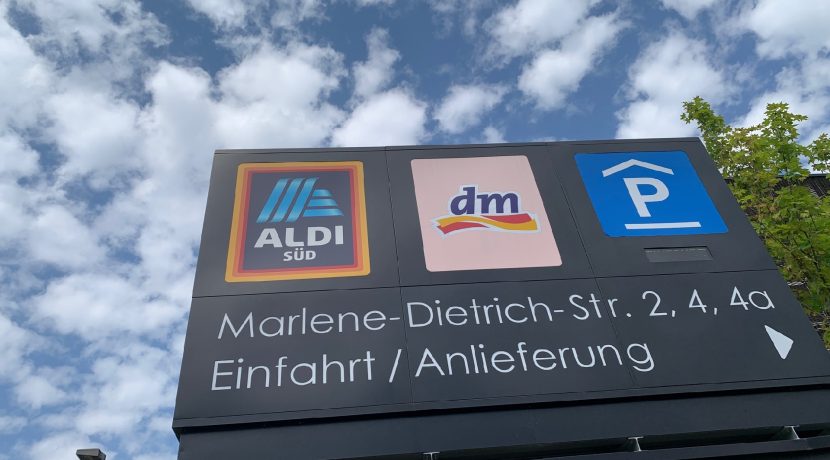 ALDI
SÜD
dm
P
Marlene-Dietrich-Str. 2, 4, 4a
Einfahrt / Anlieferung